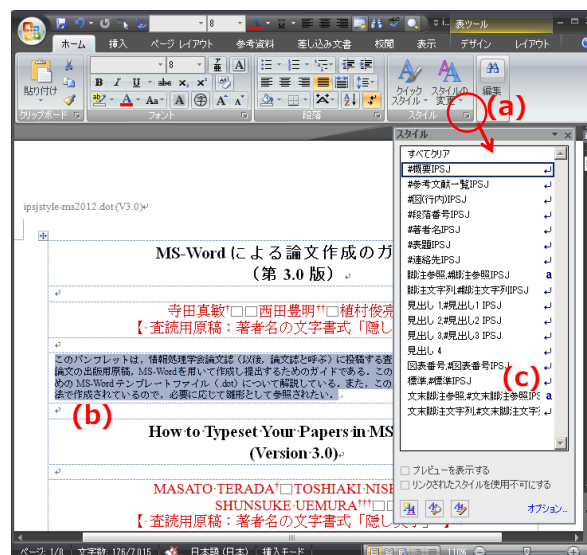 8
表ツール
ホーム 挿入 ページ レイアウト 参考資料 差し込み文書 校閲 表示 デザイン レイアウト
貼り付け
8
B I U abc x₂ x²
Aa
クイック スタイル
スタイルの 変更
編集
クリップボード フォント 段落 スタイル
(a)
スタイル
すべてクリア
#概要IPSJ
#参考文献一覧IPSJ
#図(行内)IPSJ
#段落番号IPSJ
#著者名IPSJ
#表題IPSJ
#連絡先IPSJ
脚注参照,#脚注参照IPSJ a
脚注文字列,#脚注文字列IPSJ
見出し 1,#見出し1 IPSJ
見出し 2,#見出し2 IPSJ
見出し 3,#見出し3 IPSJ
見出し 4
図表番号,#図表番号IPSJ
標準,#標準IPSJ
文末脚注参照,#文末脚注参照IPS a
文末脚注文字列,#文末脚注文字
(c)
プレビューを表示する
リンクされたスタイルを使用不可にする
オプション...
ipsjstyle-ms2012.dot(V3.0)
MS-Word による論文作成のガ
(第 3.0 版)
寺田真敏† 西田豊明†† 植村俊亮
【査読用原稿：著者名の文字書式「隠し
このパンフレットは，情報処理学会論文誌（以後，論文誌と呼ぶ）に投稿する査
論文の出版用原稿，MS-Wordを用いて作成し提出するためのガイドである．この
めの MS-Word テンプレートファイル（.dot）について解説している．また，この
法で作成されているので，必要に応じて雛形として参照されたい．
(b)
How to Typeset Your Papers in MS
(Version 3.0)
MASATO TERADA† TOSHIAKI NISH
SHUNSUKE UEMURA†††
【査読用原稿：著者名の文字書式「隠し文字」
ページ: 1/8 文字数: 176/7,015 日本語 (日本) 挿入モード 110%